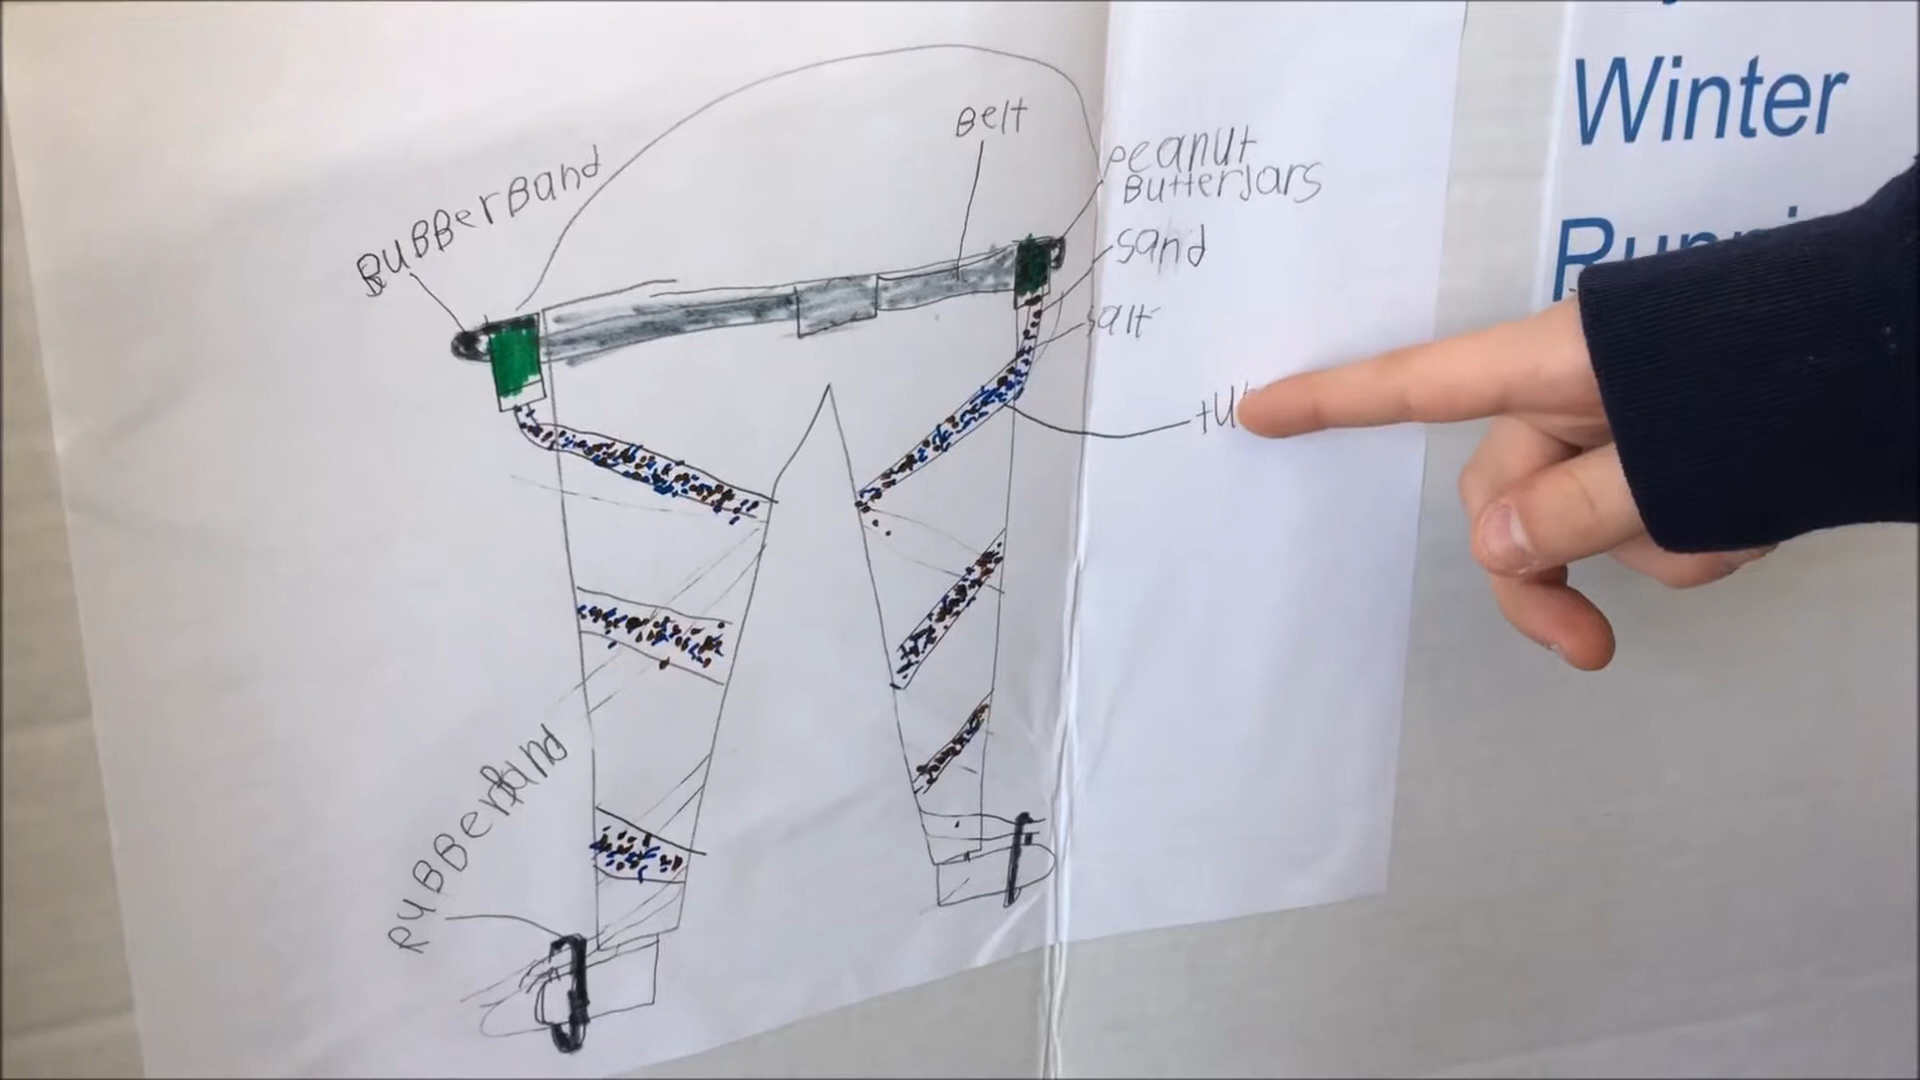 Belt
RUBBERBAND
Peanut
ButterJars
Sand
Salt
RUBBerBand
Winter